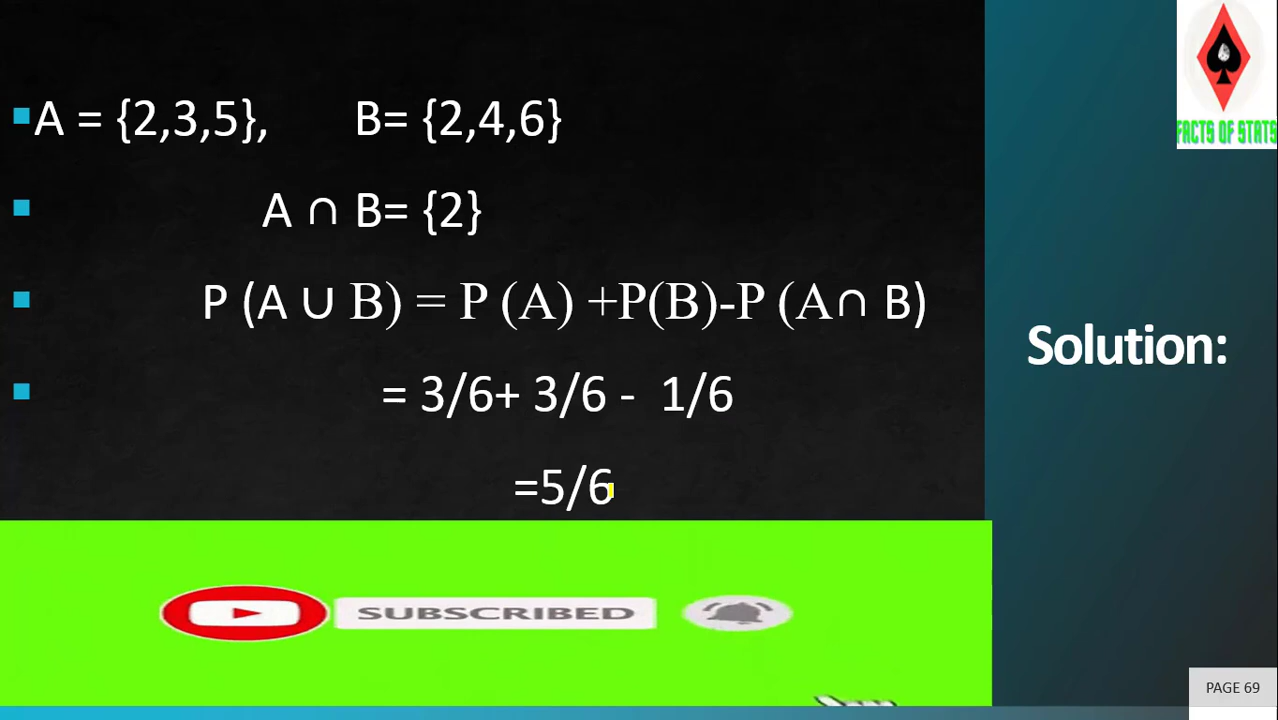 A = {2,3,5}, B= {2,4,6}
A ∩ B= {2}
P (A ∪ B) = P (A) +P(B)-P (A∩ B)
= 3/6+ 3/6 - 1/6
=5/6
Solution:
FACTS OF STATS
SUBSCRIBED
PAGE 69